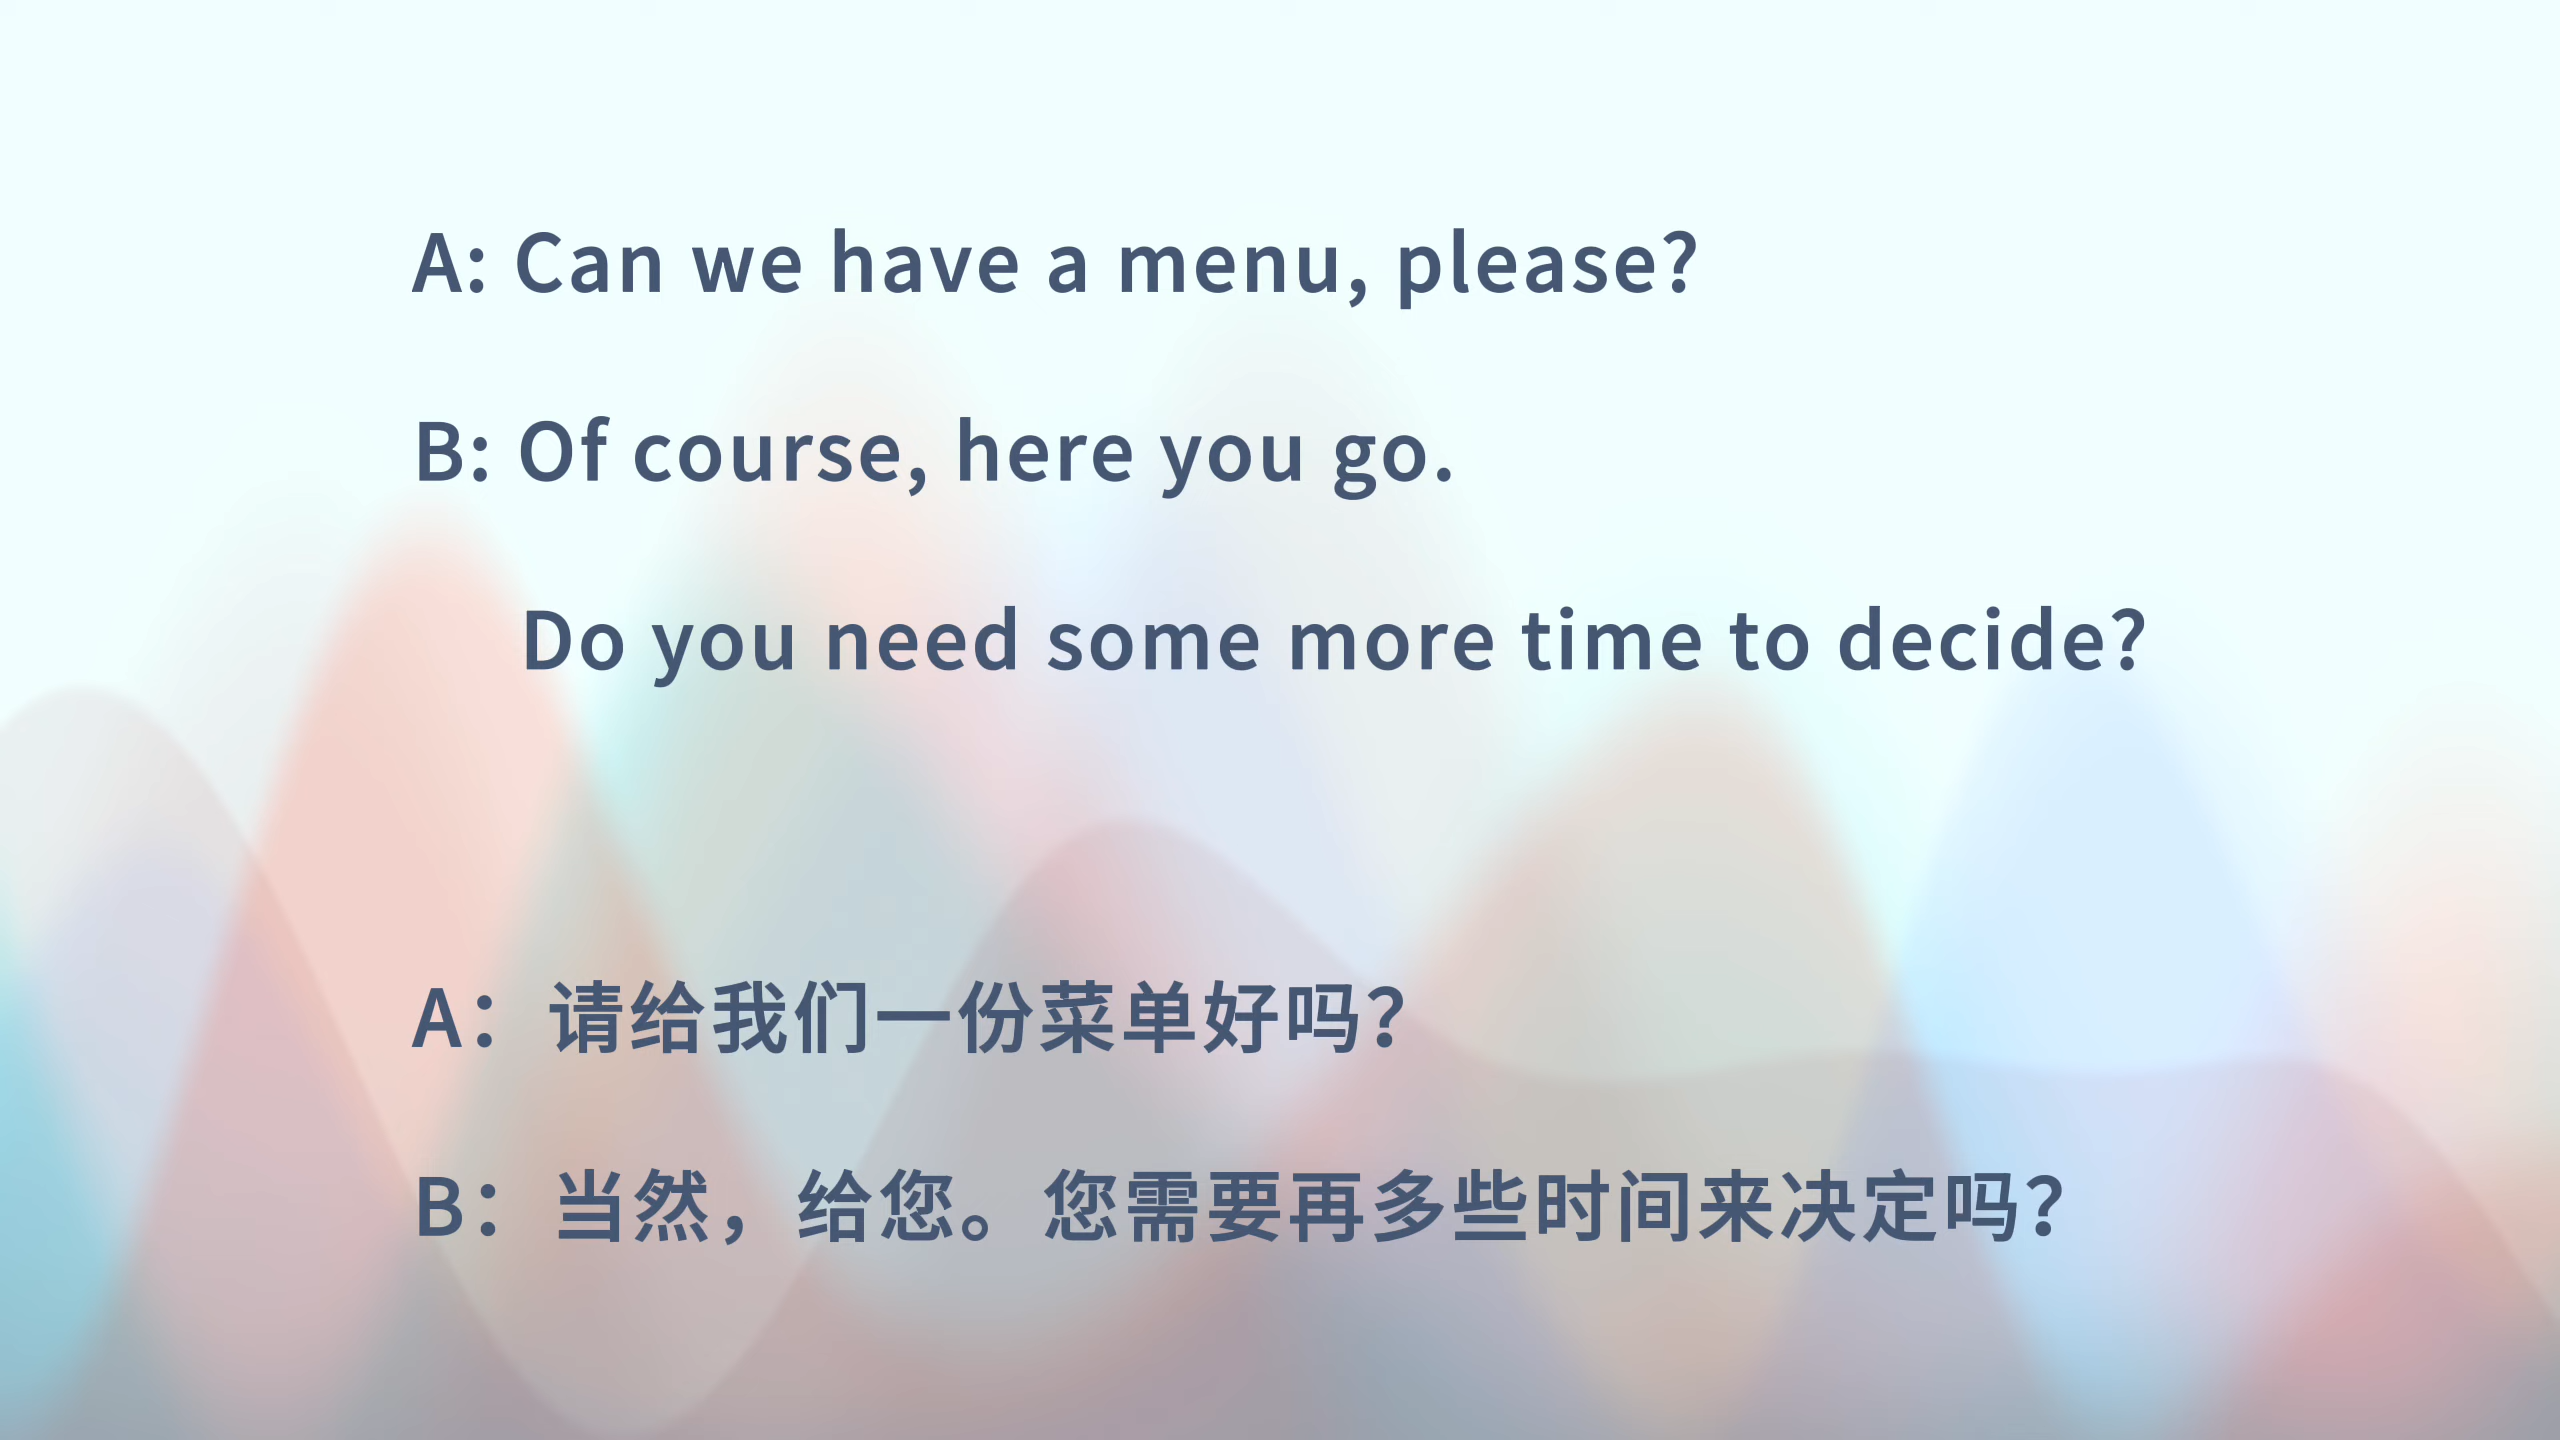 A: Can we have a menu, please?
B: Of course, here you go.
Do you need some more time to decide?
A：请给我们一份菜单好吗？
B：当然，给您。您需要再多些时间来决定吗？